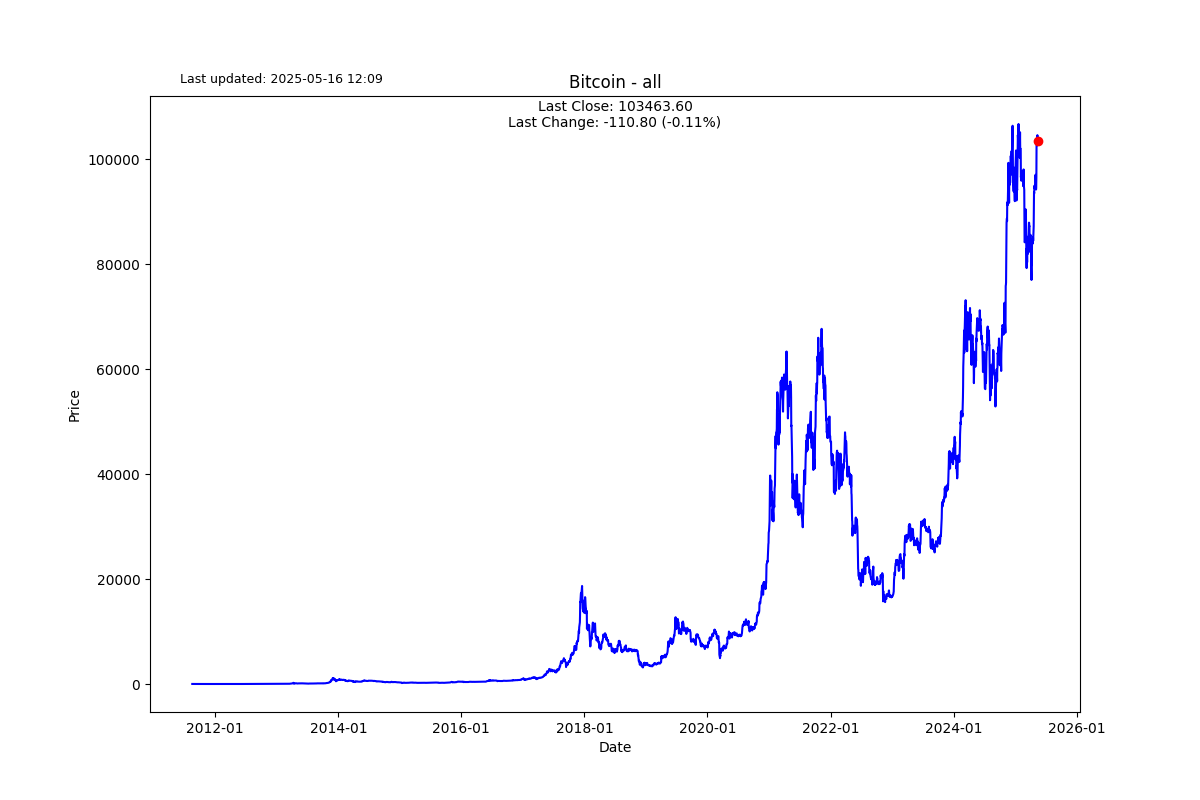 Last updated: 2025-05-16 12:09
Bitcoin - all
Last Close: 103463.60
Last Change: -110.80 (-0.11%)
100000
80000
60000
40000
20000
0
Price
2012-01 2014-01 2016-01 2018-01 2020-01 2022-01 2024-01 2026-01
Date